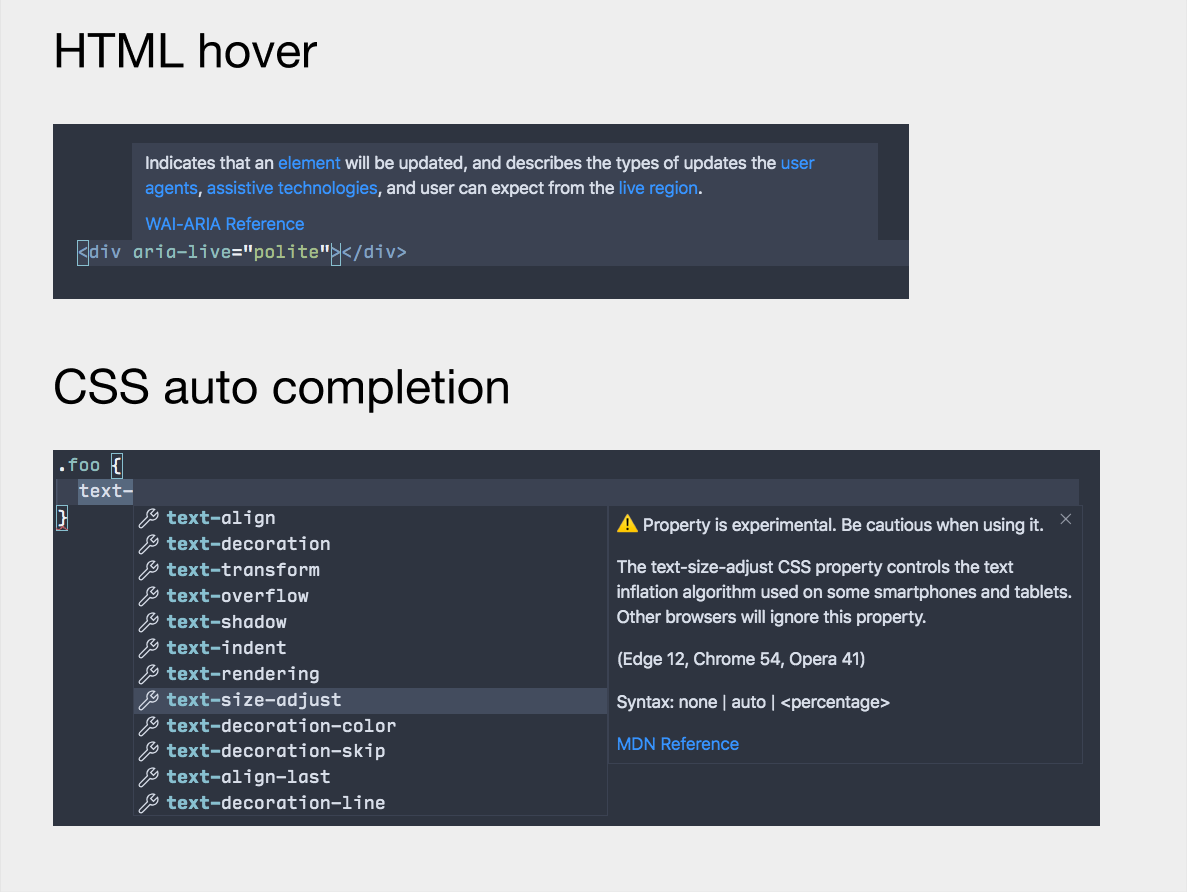 HTML hover
Indicates that an element will be updated, and describes the types of updates the user
agents, assistive technologies, and user can expect from the live region.
WAI-ARIA Reference
<div aria-live="polite"></div>
CSS auto completion
.foo {
text-
}
text-align
text-decoration
text-transform
text-overflow
text-shadow
text-indent
text-rendering
text-size-adjust
text-decoration-color
text-decoration-skip
text-align-last
text-decoration-line
⚠️ Property is experimental. Be cautious when using it.
The text-size-adjust CSS property controls the text
inflation algorithm used on some smartphones and tablets.
Other browsers will ignore this property.
(Edge 12, Chrome 54, Opera 41)
Syntax: none | auto | <percentage>
MDN Reference